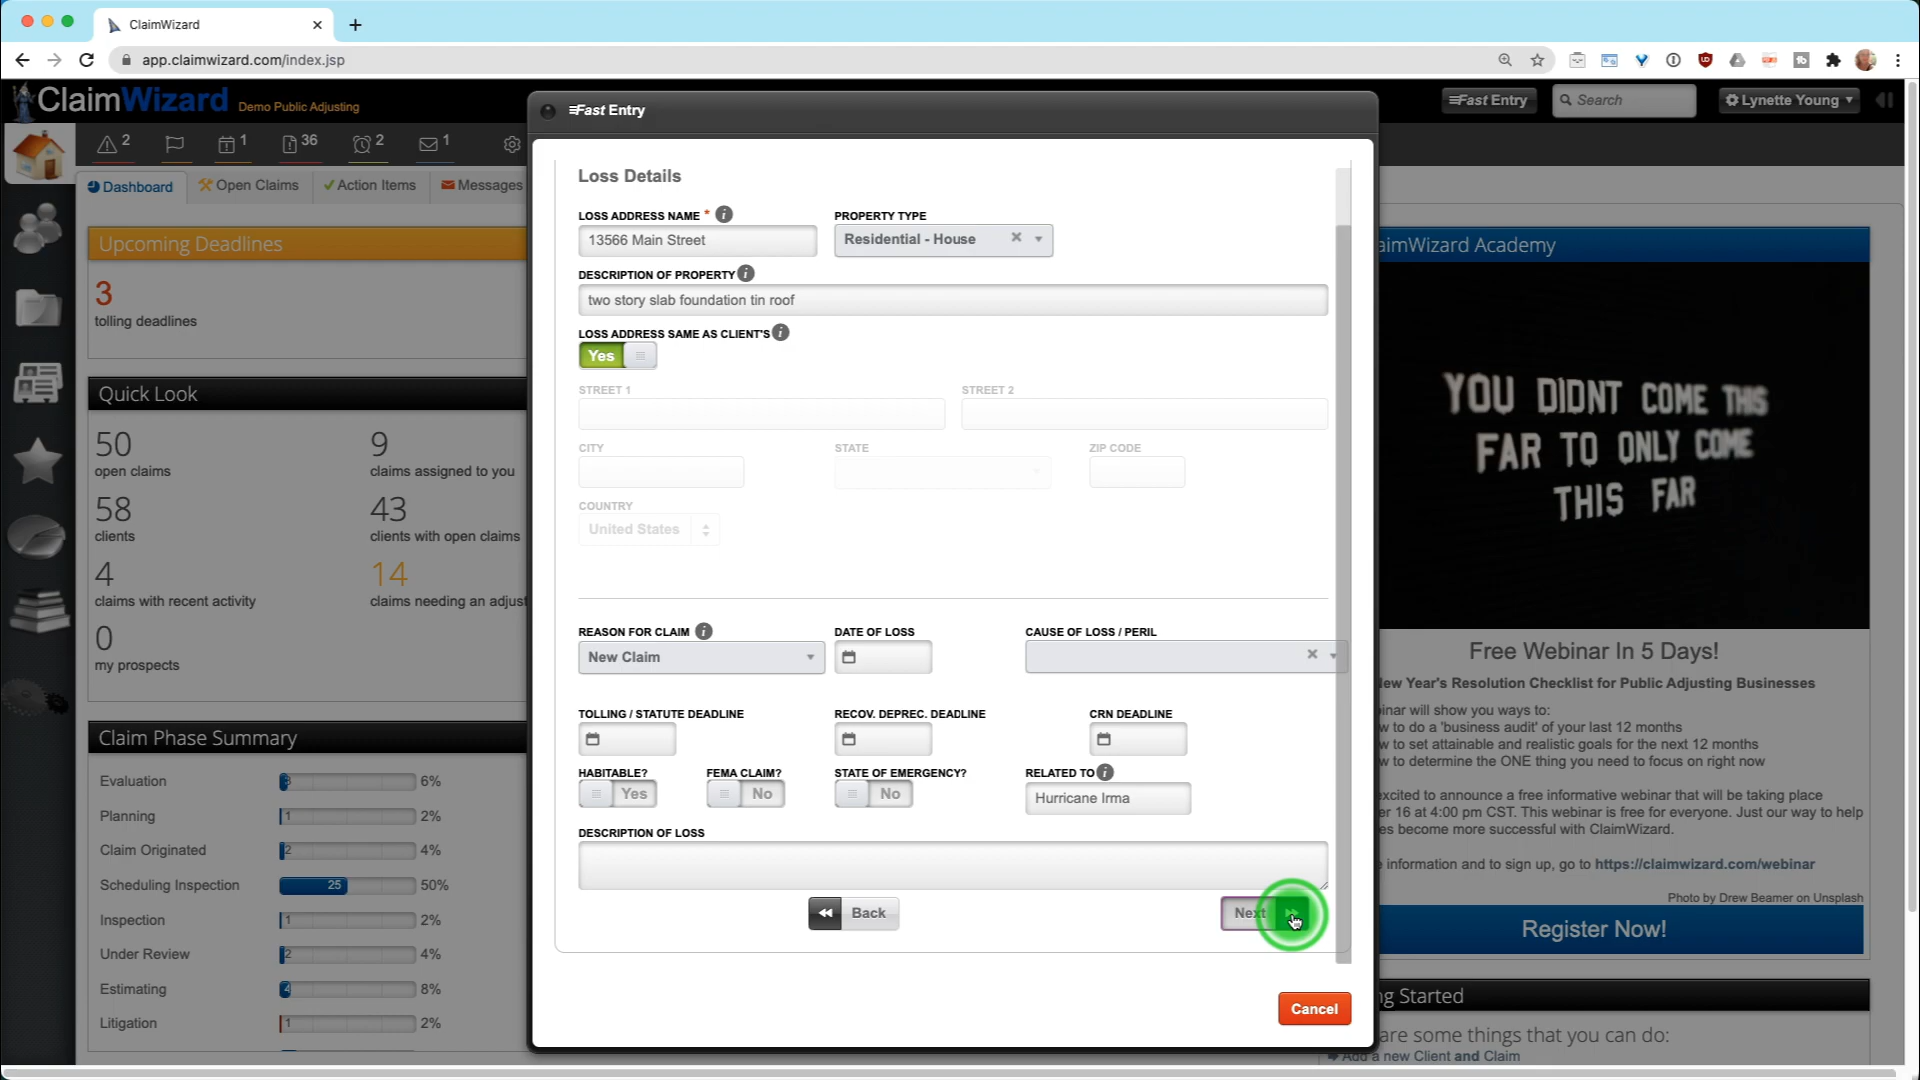 ClaimWizard
app.claimwizard.com/index.jsp
ClaimWizard Demo Public Adjusting
Fast Entry
Fast Entry
Search
Lynette Young
2
1
36
2
1
Dashboard
Open Claims
Action Items
Messages
Upcoming Deadlines
3
tolling deadlines
Quick Look
50
open claims
9
claims assigned to you
58
clients
43
clients with open claims
4
claims with recent activity
14
claims needing an adjust
0
my prospects
Claim Phase Summary
Evaluation 6%
Planning 1 2%
Claim Originated 2 4%
Scheduling Inspection 25 50%
Inspection 1 2%
Under Review 2 4%
Estimating 4 8%
Litigation 1 2%
Loss Details
LOSS ADDRESS NAME *
13566 Main Street
PROPERTY TYPE
Residential - House
DESCRIPTION OF PROPERTY
two story slab foundation tin roof
LOSS ADDRESS SAME AS CLIENT'S
Yes
STREET 1
STREET 2
CITY
STATE
ZIP CODE
COUNTRY
United States
REASON FOR CLAIM
New Claim
DATE OF LOSS
CAUSE OF LOSS / PERIL
TOLLING / STATUTE DEADLINE
RECOV. DEPREC. DEADLINE
CRN DEADLINE
HABITABLE?
Yes
FEMA CLAIM?
No
STATE OF EMERGENCY?
No
RELATED TO
Hurricane Irma
DESCRIPTION OF LOSS
Back
Next
Cancel
aimWizard Academy
YOU DIDNT COME THIS
FAR TO ONLY COME
THIS FAR
Free Webinar In 5 Days!
lew Year's Resolution Checklist for Public Adjusting Businesses
inar will show you ways to:
w to do a 'business audit' of your last 12 months
w to set attainable and realistic goals for the next 12 months
w to determine the ONE thing you need to focus on right now
xcited to announce a free informative webinar that will be taking place
er 16 at 4:00 pm CST. This webinar is free for everyone. Just our way to help
es become more successful with ClaimWizard.
e information and to sign up, go to https://claimwizard.com/webinar
Photo by Drew Beamer on Unsplash
Register Now!
ng Started
are some things that you can do:
Add a new Client and Claim